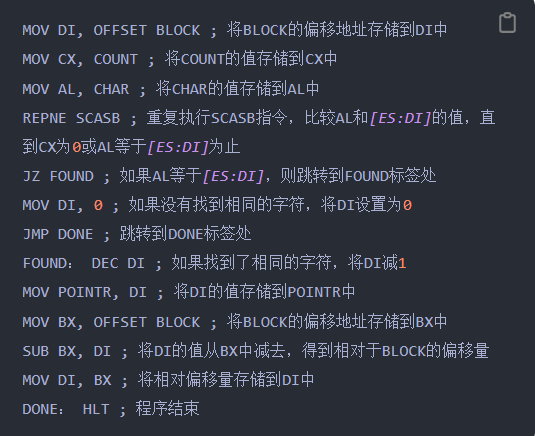 MOV DI, OFFSET BLOCK ; 将BLOCK的偏移地址存储到DI中
MOV CX, COUNT ; 将COUNT的值存储到CX中
MOV AL, CHAR ; 将CHAR的值存储到AL中
REPNE SCASB ; 重复执行SCASB指令，比较AL和[ES:DI]的值，直
到CX为0或AL等于[ES:DI]为止
JZ FOUND ; 如果AL等于[ES:DI]，则跳转到FOUND标签处
MOV DI, 0 ; 如果没有找到相同的字符，将DI设置为0
JMP DONE ; 跳转到DONE标签处
FOUND： DEC DI ; 如果找到了相同的字符，将DI减1
MOV POINTR, DI ; 将DI的值存储到POINTR中
MOV BX, OFFSET BLOCK ; 将BLOCK的偏移地址存储到BX中
SUB BX, DI ; 将DI的值从BX中减去，得到相对于BLOCK的偏移量
MOV DI, BX ; 将相对偏移量存储到DI中
DONE： HLT ; 程序结束